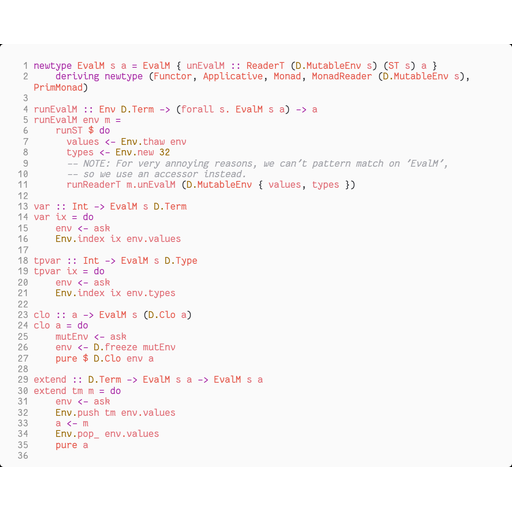 1 newtype EvalM s a = EvalM { unEvalM :: ReaderT (D.MutableEnv s) (ST s) a }
2     deriving newtype (Functor, Applicative, Monad, MonadReader (D.MutableEnv s),
PrimMonad)
3
4 runEvalM :: Env D.Term -> (forall s. EvalM s a) -> a
5 runEvalM env m =
6     runST $ do
7       values <- Env.thaw env
8       types <- Env.new 32
9       -- NOTE: For very annoying reasons, we can't pattern match on 'EvalM',
10       -- so we use an accessor instead.
11       runReaderT m.unEvalM (D.MutableEnv { values, types })
12
13 var :: Int -> EvalM s D.Term
14 var ix = do
15     env <- ask
16     Env.index ix env.values
17
18 tpvar :: Int -> EvalM s D.Type
19 tpvar ix = do
20     env <- ask
21     Env.index ix env.types
22
23 clo :: a -> EvalM s (D.Clo a)
24 clo a = do
25     mutEnv <- ask
26     env <- D.freeze mutEnv
27     pure $ D.Clo env a
28
29 extend :: D.Term -> EvalM s a -> EvalM s a
30 extend tm m = do
31     env <- ask
32     Env.push tm env.values
33     a <- m
34     Env.pop_ env.values
35     pure a
36